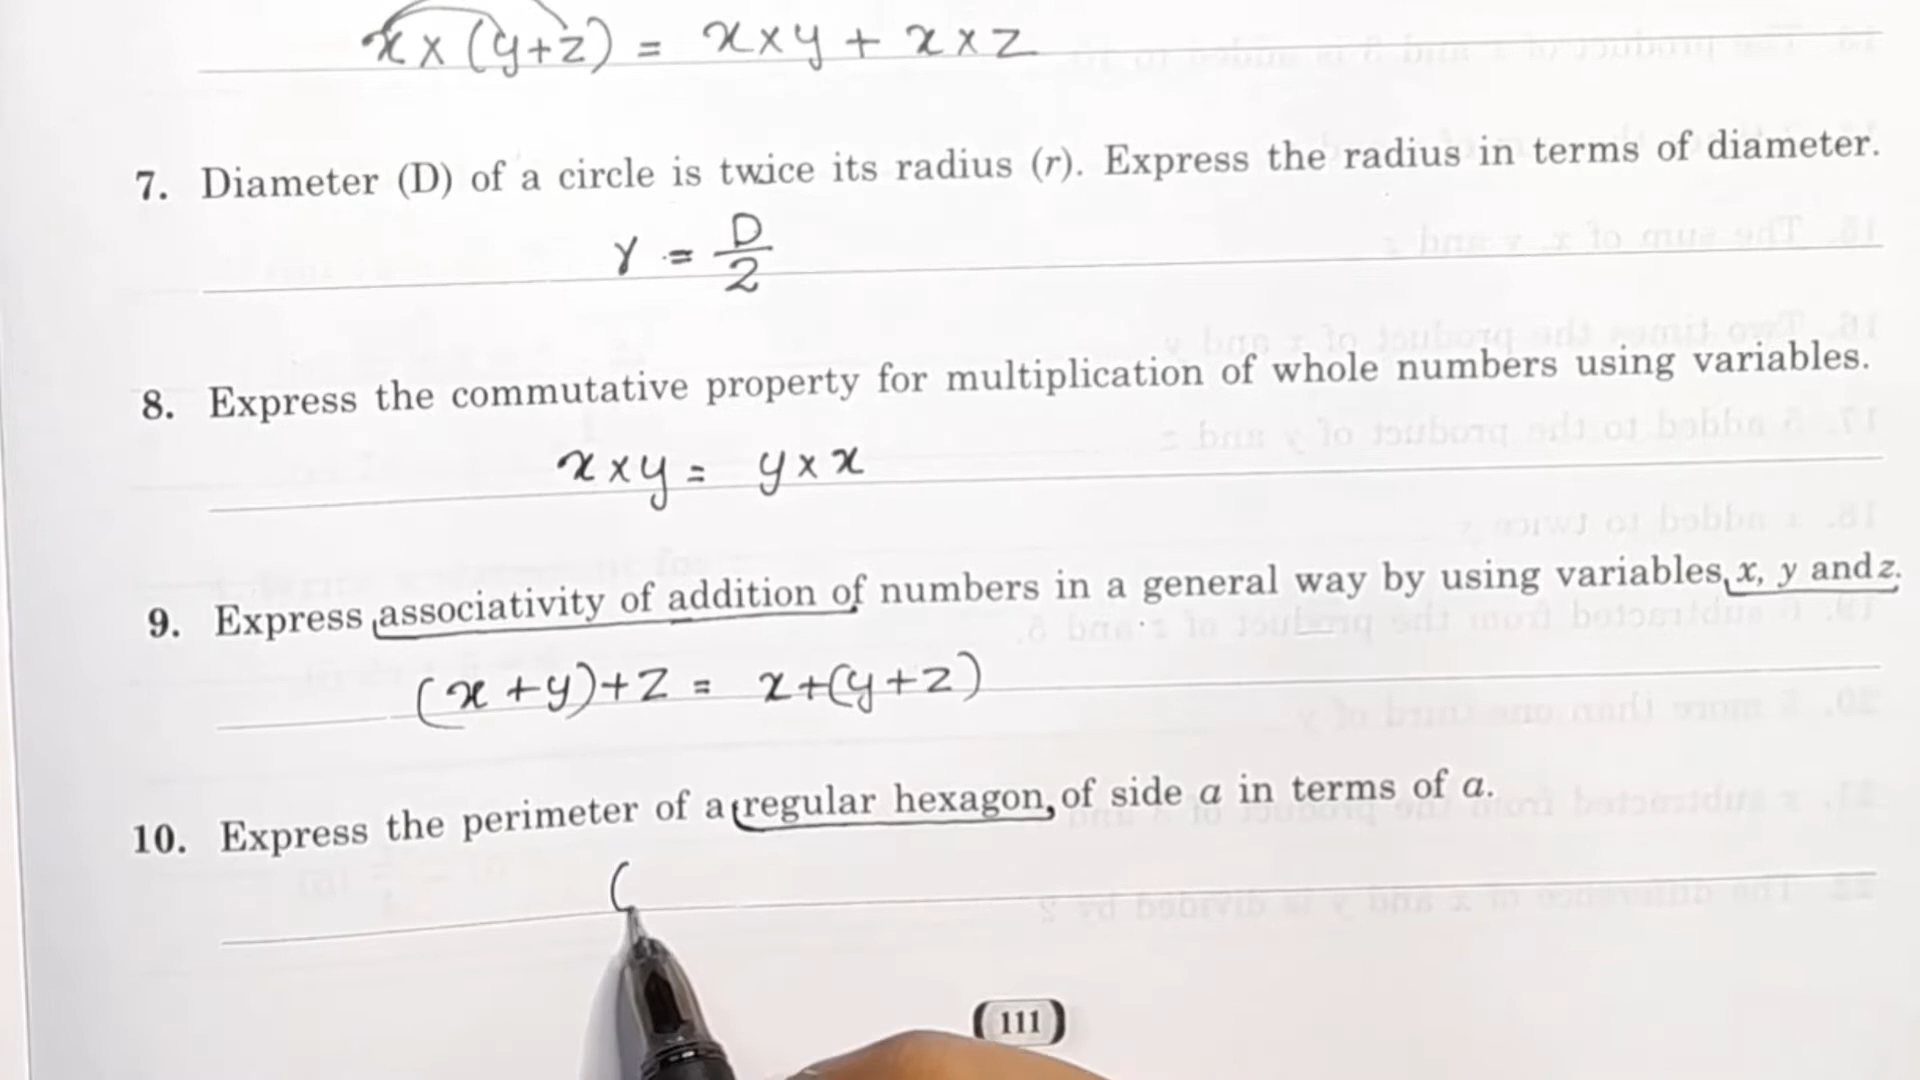 x × (y+z) = x×y + x×z
7. Diameter (D) of a circle is twice its radius (r). Express the radius in terms of diameter.
r = D/2
8. Express the commutative property for multiplication of whole numbers using variables.
x×y = y×x
9. Express associativity of addition of numbers in a general way by using variables x, y and z.
(x+y)+z = x+(y+z)
10. Express the perimeter of a regular hexagon, of side a in terms of a.
(
111